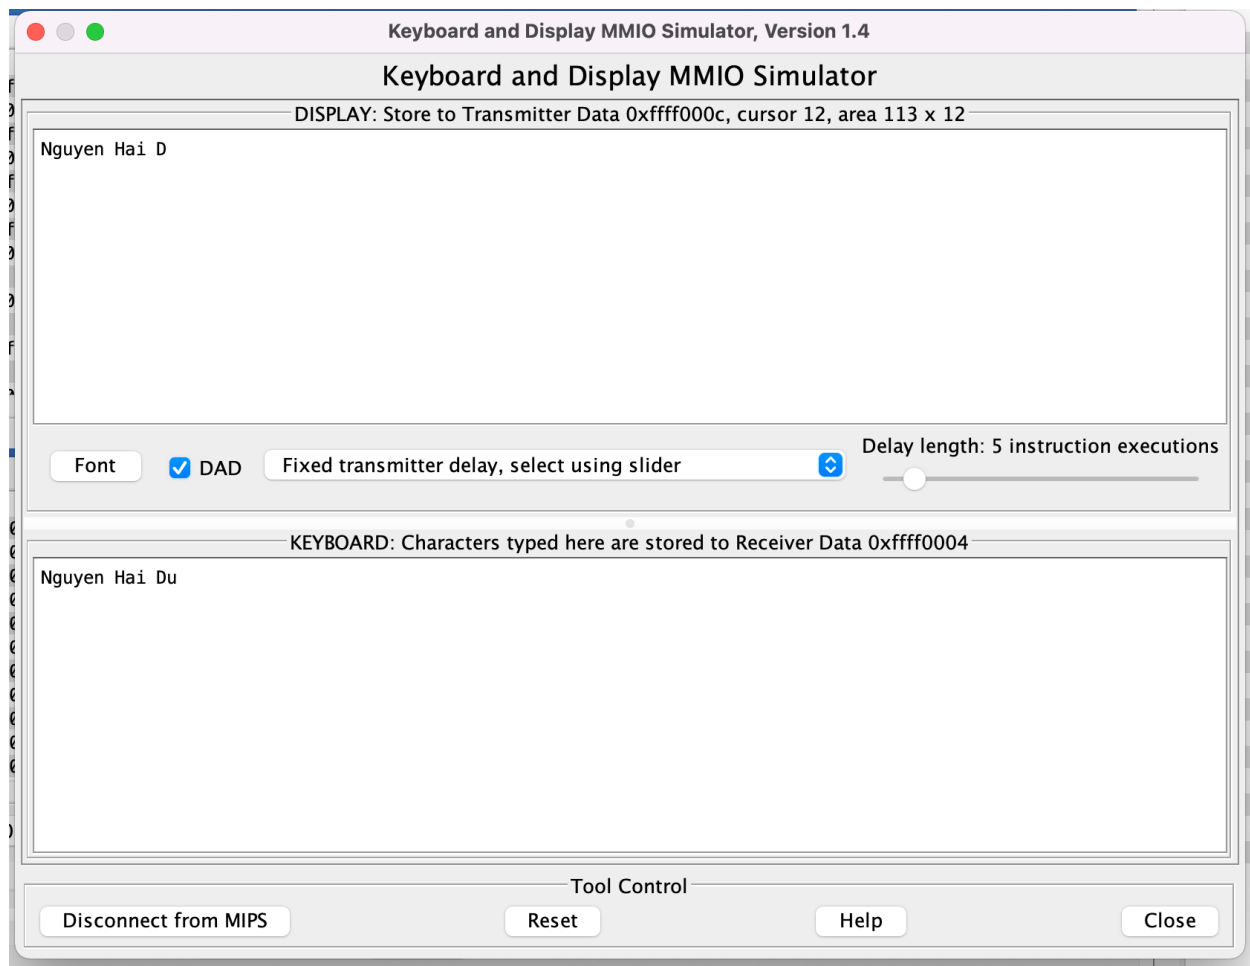 Keyboard and Display MMIO Simulator, Version 1.4
Keyboard and Display MMIO Simulator
DISPLAY: Store to Transmitter Data 0xffff000c, cursor 12, area 113 x 12
Nguyen Hai D
Font
DAD
Fixed transmitter delay, select using slider
Delay length: 5 instruction executions
KEYBOARD: Characters typed here are stored to Receiver Data 0xffff0004
Nguyen Hai Du
Tool Control
Disconnect from MIPS
Reset
Help
Close